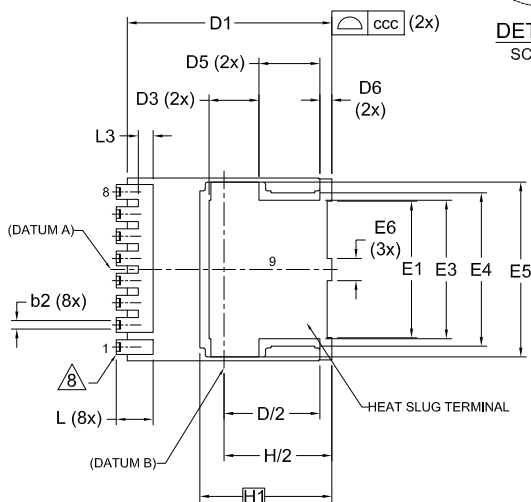 D1
ccc (2x)
DET
SC
D5 (2x)
D3 (2x)
D6
(2x)
L3
8
(DATUM A)
9
E6
(3x)
E1
E3
E4
E5
b2 (8x)
1
8
L (8x)
D/2
HEAT SLUG TERMINAL
(DATUM B)
H/2
H1